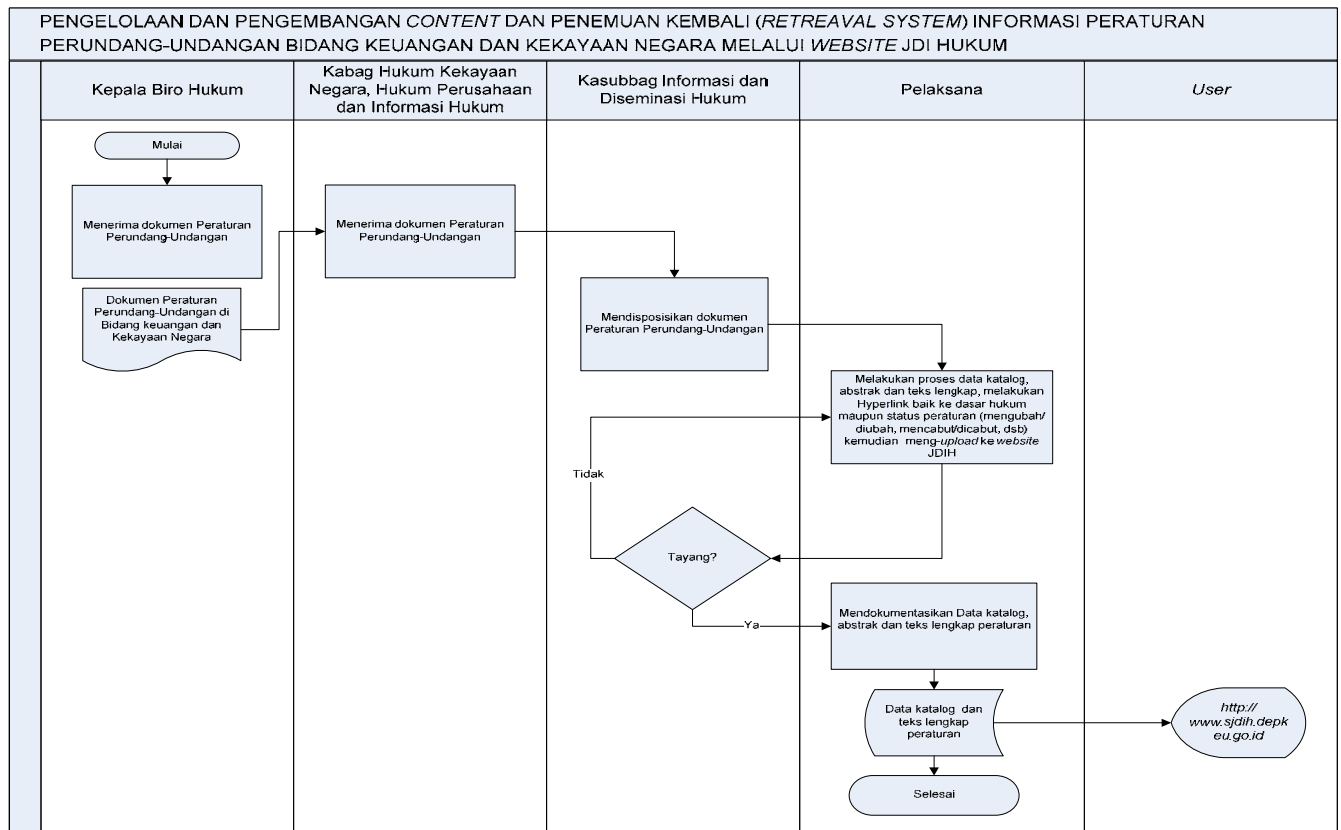 PENGELOLAAN DAN PENGEMBANGAN CONTENT DAN PENEMUAN KEMBALI (RETREAVAL SYSTEM) INFORMASI PERATURAN
PERUNDANG-UNDANGAN BIDANG KEUANGAN DAN KEKAYAAN NEGARA MELALUI WEBSITE JDI HUKUM
Kepala Biro Hukum
Kabag Hukum Kekayaan
Negara, Hukum Perusahaan
dan Informasi Hukum
Kasubbag Informasi dan
Diseminasi Hukum
Pelaksana
User
Mulai
Menerima dokumen Peraturan
Perundang-Undangan
Dokumen Peraturan
Perundang-Undangan di
Bidang keuangan dan
Kekayaan Negara
Menerima dokumen Peraturan
Perundang-Undangan
Mendisposisikan dokumen
Peraturan Perundang-Undangan
Melakukan proses data katalog,
abstrak dan teks lengkap, melakukan
Hyperlink baik ke dasar hukum
maupun status peraturan (mengubah/
diubah, mencabut/dicabut, dsb)
kemudian meng-upload ke website
JDIH
Tidak
Tayang?
Ya
Mendokumentasikan Data katalog,
abstrak dan teks lengkap peraturan
Data katalog dan
teks lengkap
peraturan
http://
www.sjdih.depk
eu.go.id
Selesai